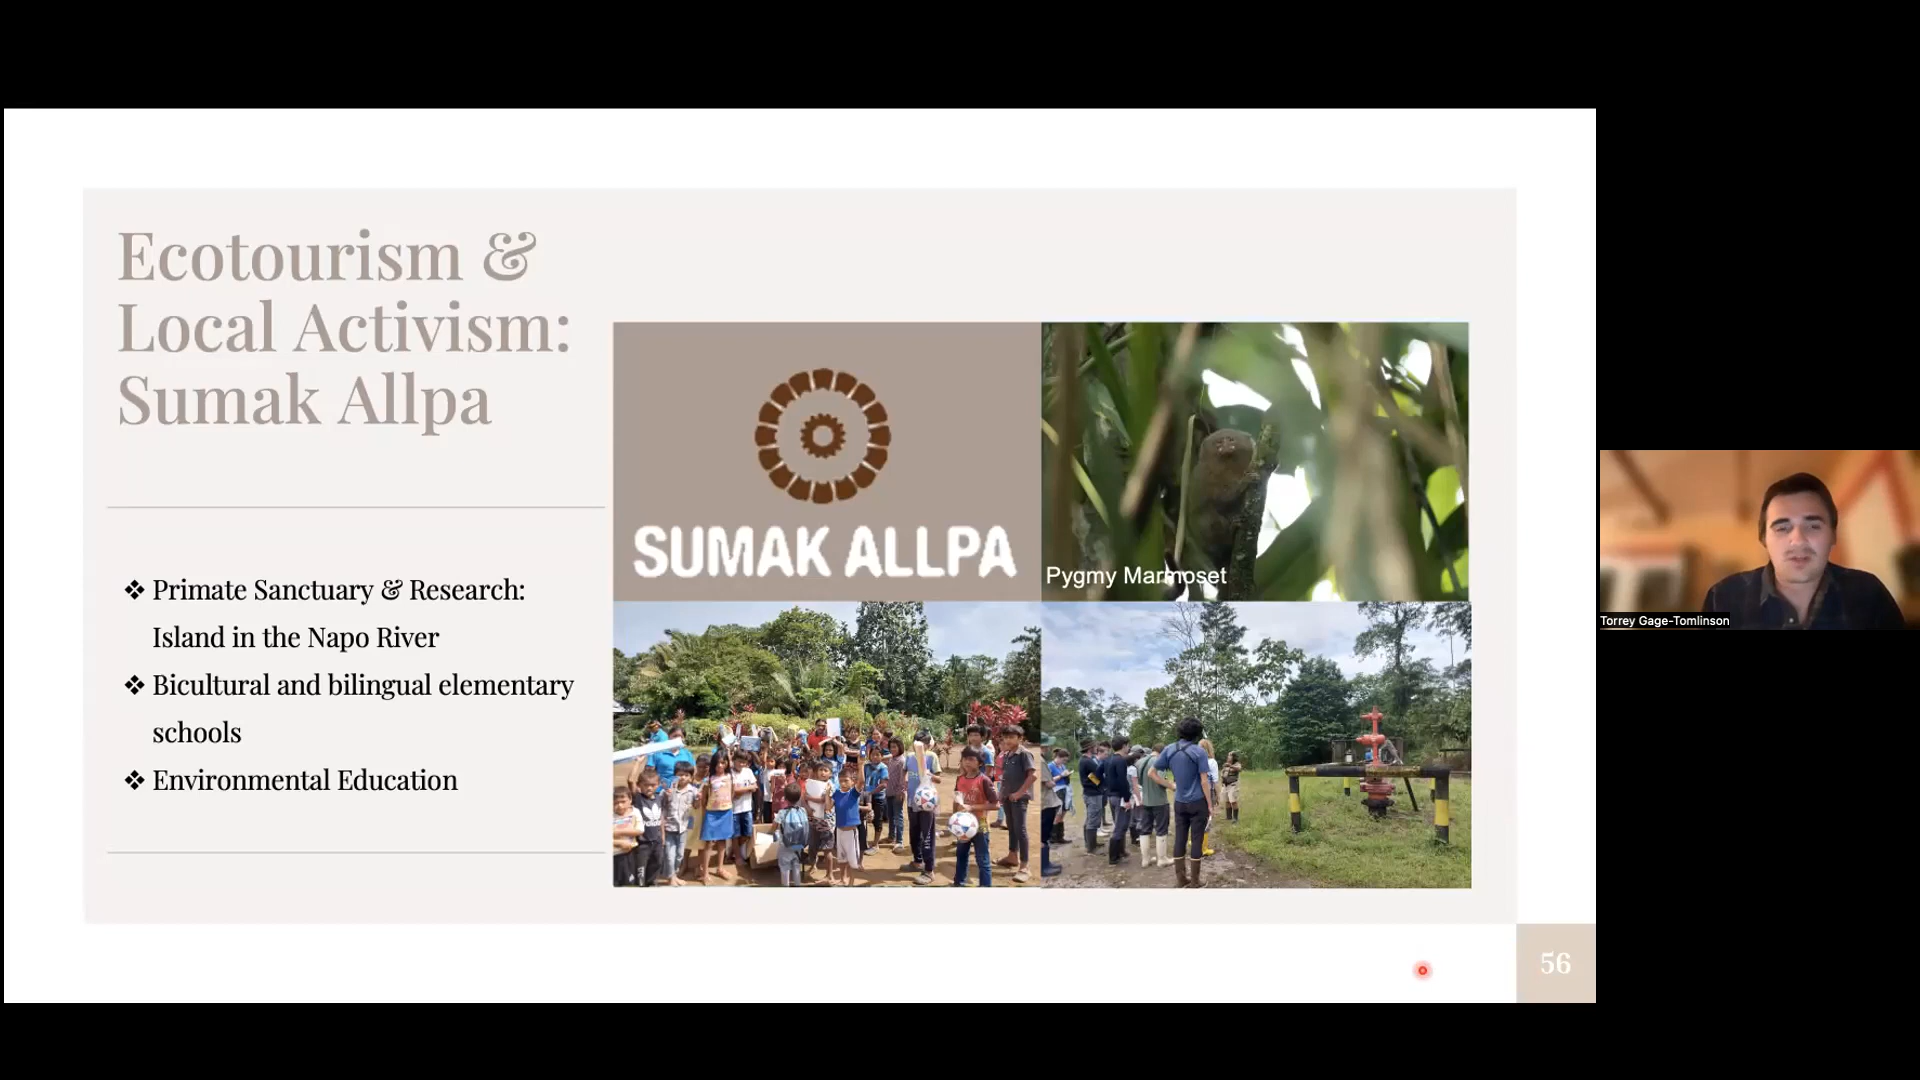 Ecotourism &
Local Activism:
Sumak Allpa
❖ Primate Sanctuary & Research:
Island in the Napo River
❖ Bicultural and bilingual elementary
schools
❖ Environmental Education
SUMAK ALLPA
Pygmy Marmoset
56
Torrey Gage-Tomlinson